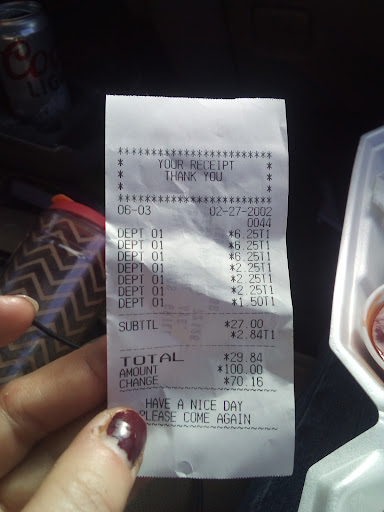 Coo
LIG
************************
* YOUR RECEIPT *
* THANK YOU *
* *
************************
06-03 02-27-2002
0044
DEPT 01 *6.25T1
DEPT 01 *6.25T1
DEPT 01 *6.25T1
DEPT 01 *2.25T1
DEPT 01 *2.25T1
DEPT 01 *2.25T1
DEPT 01 *1.50T1
SUBTTL *27.00
*2.84T1
TOTAL *29.84
AMOUNT *100.00
CHANGE *70.16
HAVE A NICE DAY
PLEASE COME AGAIN